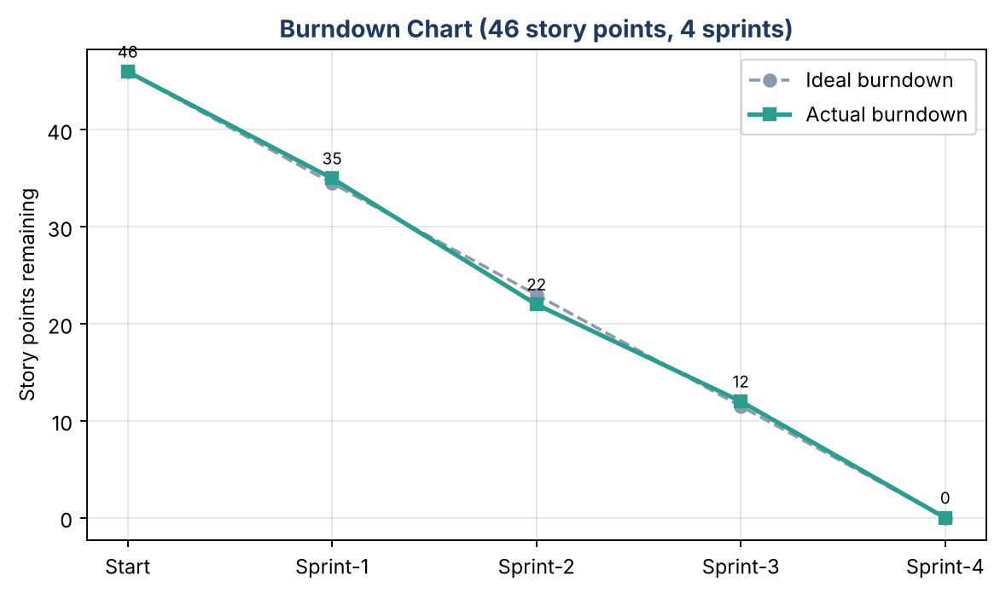 Burndown Chart (46 story points, 4 sprints)
46
Ideal burndown
Actual burndown
40
35
30
22
20
12
10
0
0
Story points remaining
Start
Sprint-1
Sprint-2
Sprint-3
Sprint-4